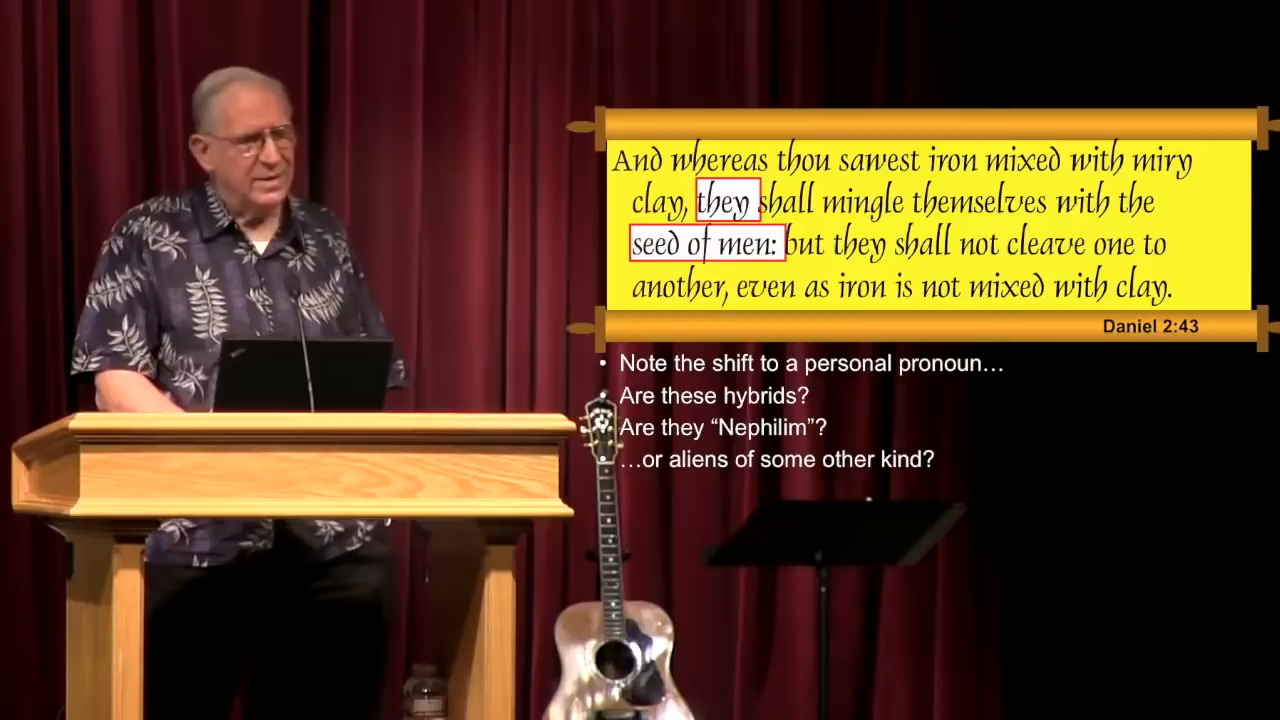 And whereas thou sawest iron mixed with miry
clay, they shall mingle themselves with the
seed of men: but they shall not cleave one to
another, even as iron is not mixed with clay.
Daniel 2:43
• Note the shift to a personal pronoun…
• Are these hybrids?
• Are they “Nephilim”?
• …or aliens of some other kind?